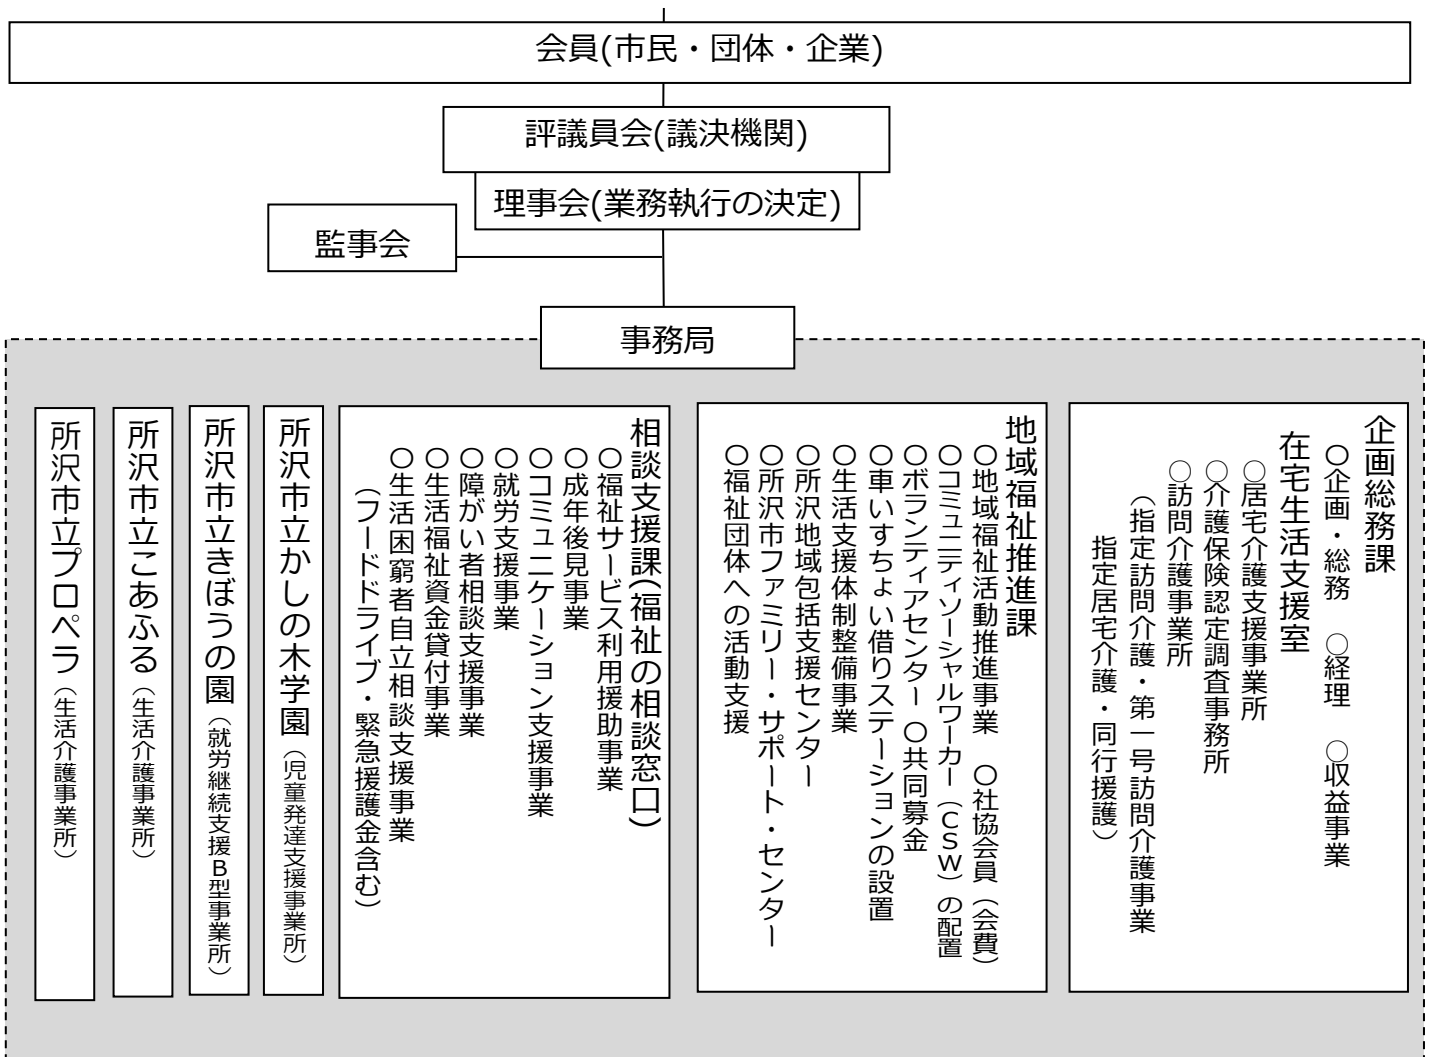 会員(市民・団体・企業)
評議員会(議決機関)
理事会(業務執行の決定)
監事会
事務局
企画総務課
○企画・総務　○経理　○収益事業
在宅生活支援室
○居宅介護支援事業所
○介護保険認定調査事務所
○訪問介護事業所
（指定訪問介護・第一号訪問介護事業
指定居宅介護・同行援護）
地域福祉推進課
○地域福祉活動推進事業　○社協会員（会費）
○コミュニティソーシャルワーカー（ＣＳＷ）の配置
○ボランティアセンター　○共同募金
○車いすちょい借りステーションの設置
○生活支援体制整備事業
○所沢地域包括支援センター
○所沢市ファミリー・サポート・センター
○福祉団体への活動支援
相談支援課(福祉の相談窓口)
○福祉サービス利用援助事業
○成年後見事業
○コミュニケーション支援事業
○就労支援事業
○障がい者相談支援事業
○生活福祉資金貸付事業
○生活困窮者自立相談支援事業
（フードドライブ・緊急援護金含む）
所沢市立かしの木学園（児童発達支援事業所）
所沢市立きぼうの園（就労継続支援Ｂ型事業所）
所沢市立こあふる（生活介護事業所）
所沢市立プロペラ（生活介護事業所）